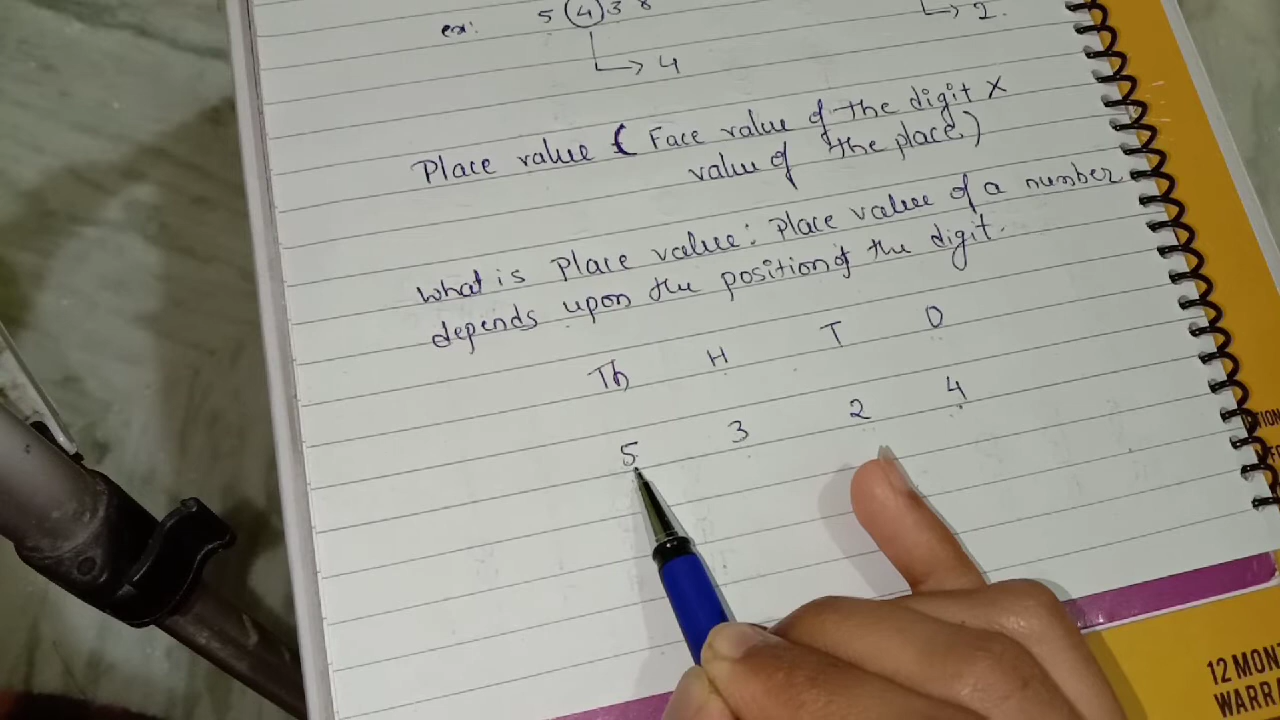 ex: 5 4 3 8
2.
4
Place value ( Face value of the digit X
value of the place)
What is Place value: Place value of a number
depends upon the position of the digit.
Th H T O
5 3 2 4
12 MON
WARRA